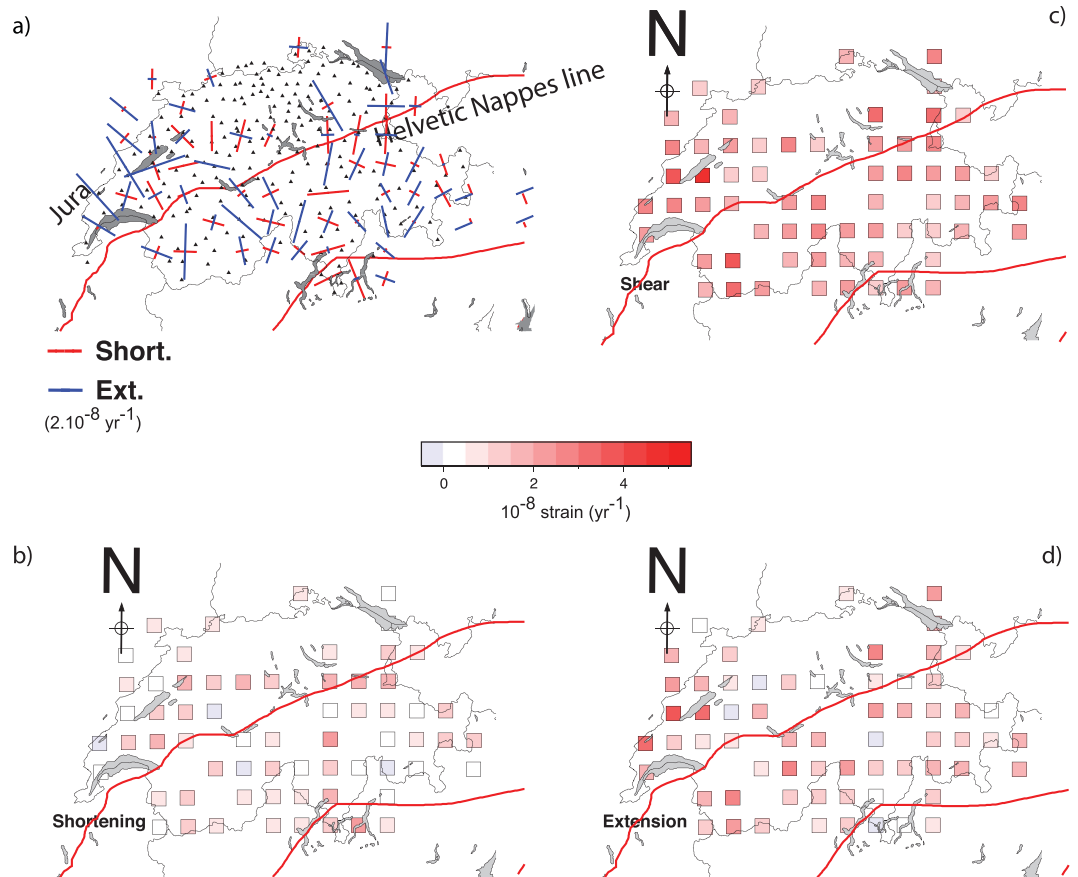 a)
c)
N
Helvetic Nappes line
Jura
Shear
Short.
Ext.
(2.10-8 yr-1)
0 2 4
10-8 strain (yr-1)
b)
d)
N
N
Shortening
Extension